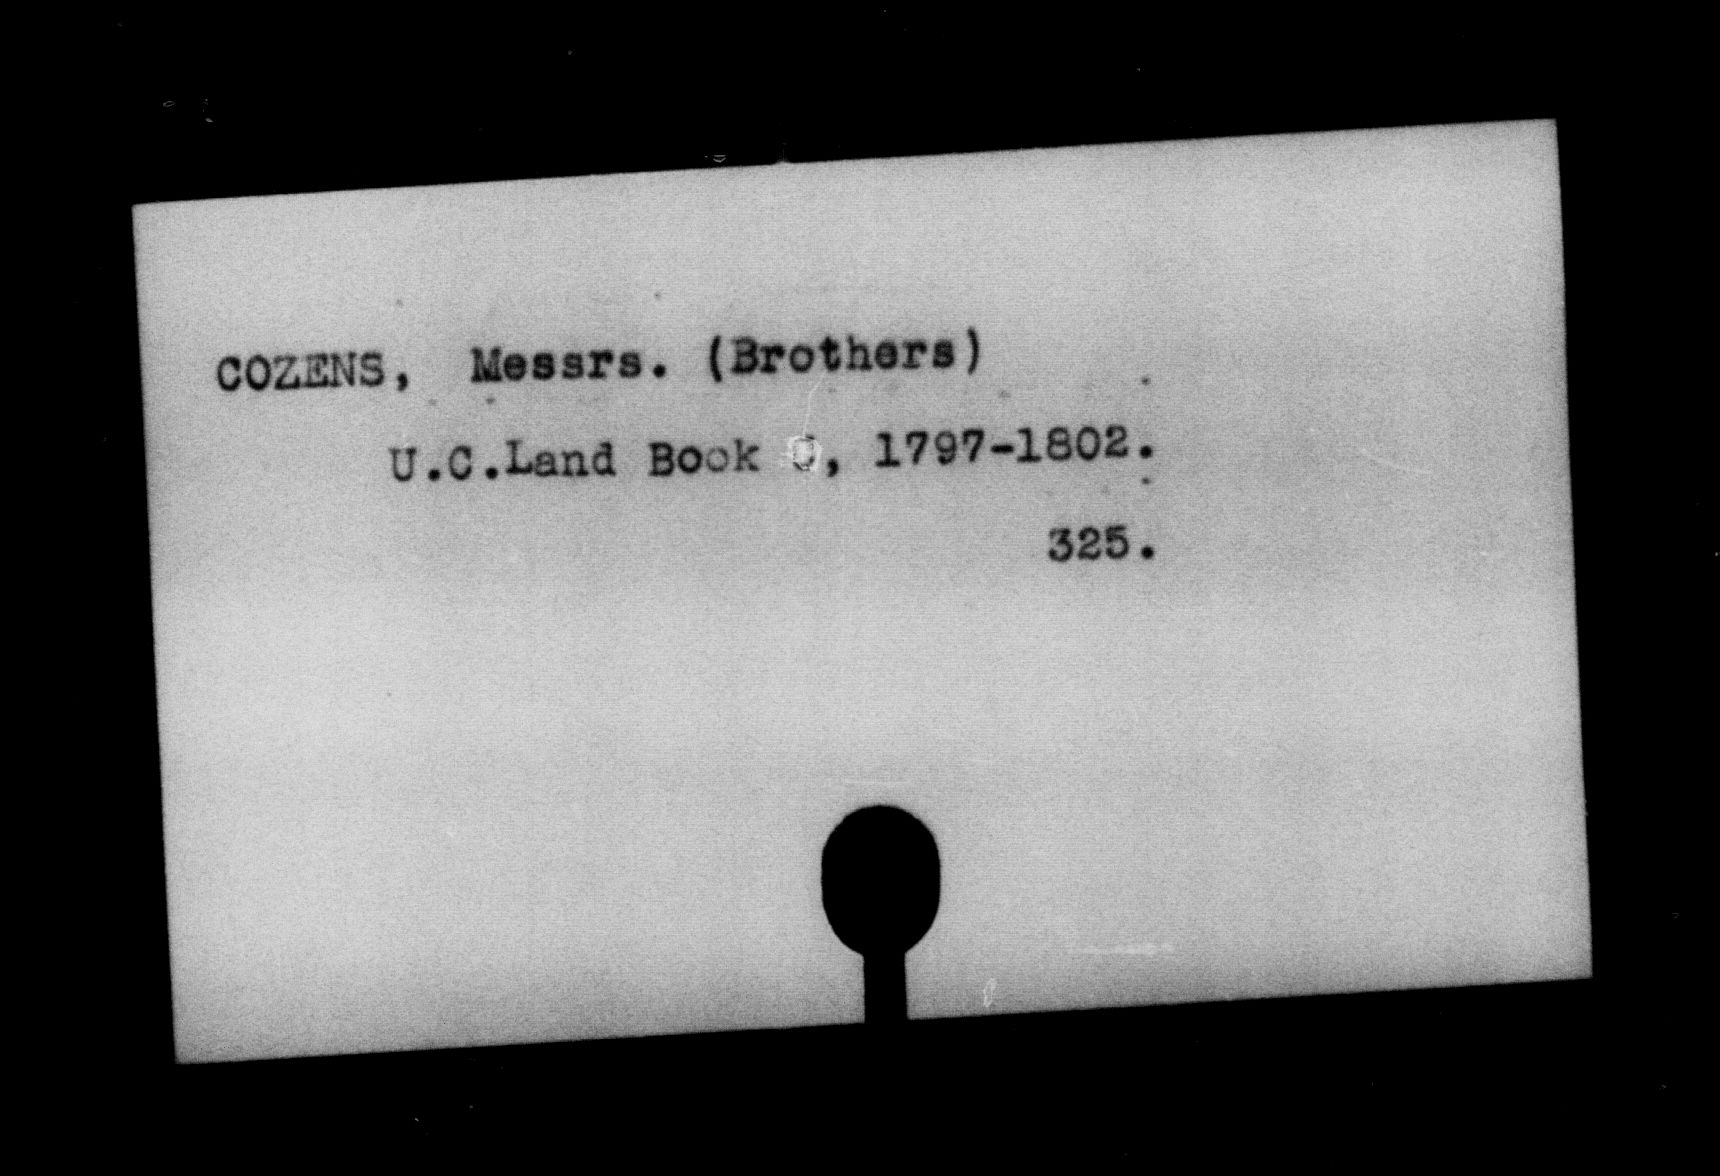 COZENS, Messrs. (Brothers)
U.C.Land Book C, 1797-1802.
325.